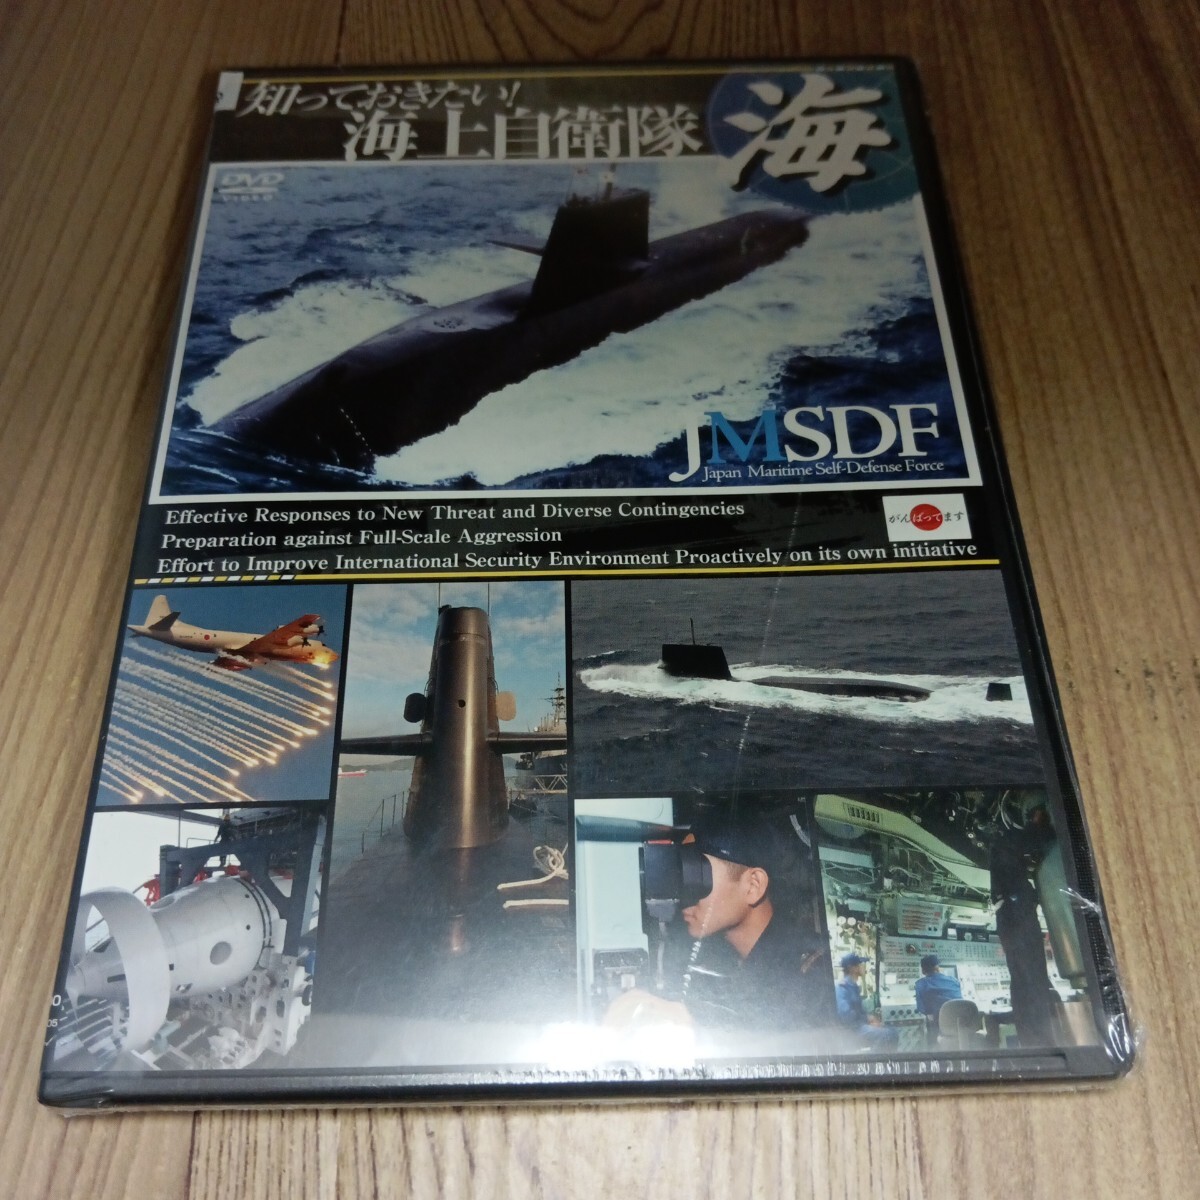 知っておきたい!
海上自衛隊
海
DVD
VIDEO
JMSDF
Japan Maritime Self-Defense Force
Effective Responses to New Threat and Diverse Contingencies
Preparation against Full-Scale Aggression
Effort to Improve International Security Environment Proactively on its own initiative
がんばってます